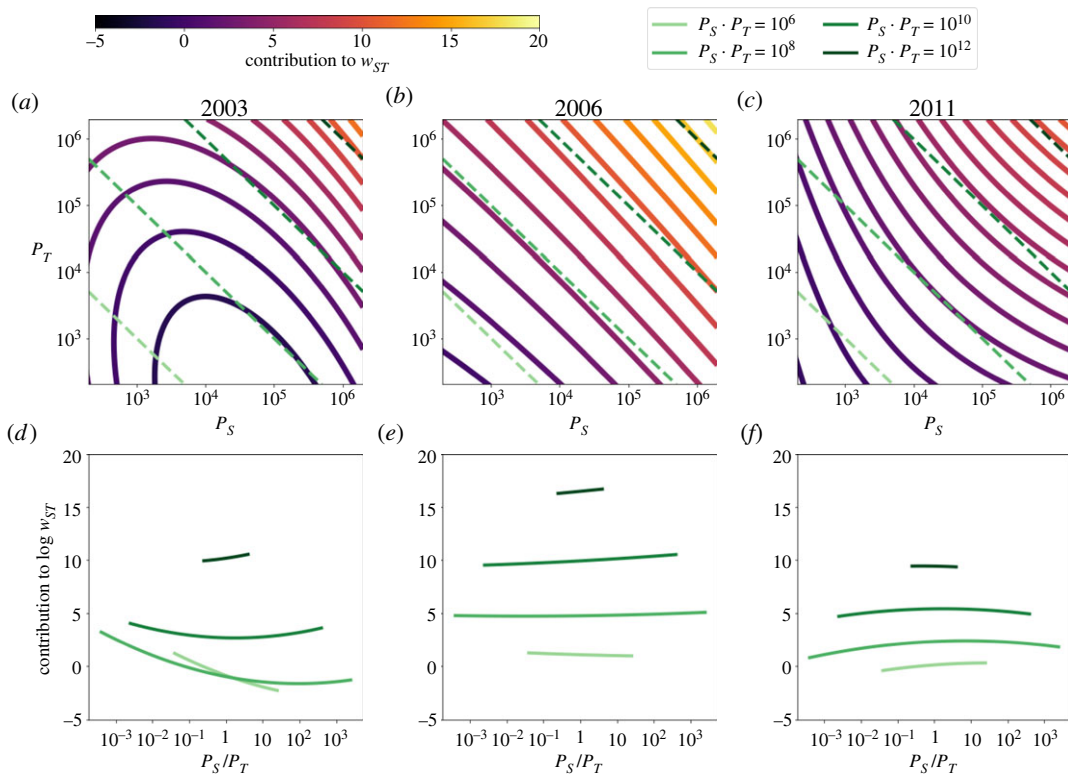 −5 0 5 10 15 20
contribution to w_ST
P_S · P_T = 10^6
P_S · P_T = 10^8
P_S · P_T = 10^10
P_S · P_T = 10^12
(a) 2003
(b) 2006
(c) 2011
10^6
10^5
P_T
10^4
10^3
10^3 10^4 10^5 10^6
P_S
10^6
10^5
10^4
10^3
10^3 10^4 10^5 10^6
P_S
10^6
10^5
10^4
10^3
10^3 10^4 10^5 10^6
P_S
(d)
(e)
(f)
contribution to log w_ST
20
15
10
5
0
−5
10^−3 10^−2 10^−1 1 10 10^2 10^3
P_S/P_T
20
15
10
5
0
−5
10^−3 10^−2 10^−1 1 10 10^2 10^3
P_S/P_T
20
15
10
5
0
−5
10^−3 10^−2 10^−1 1 10 10^2 10^3
P_S/P_T